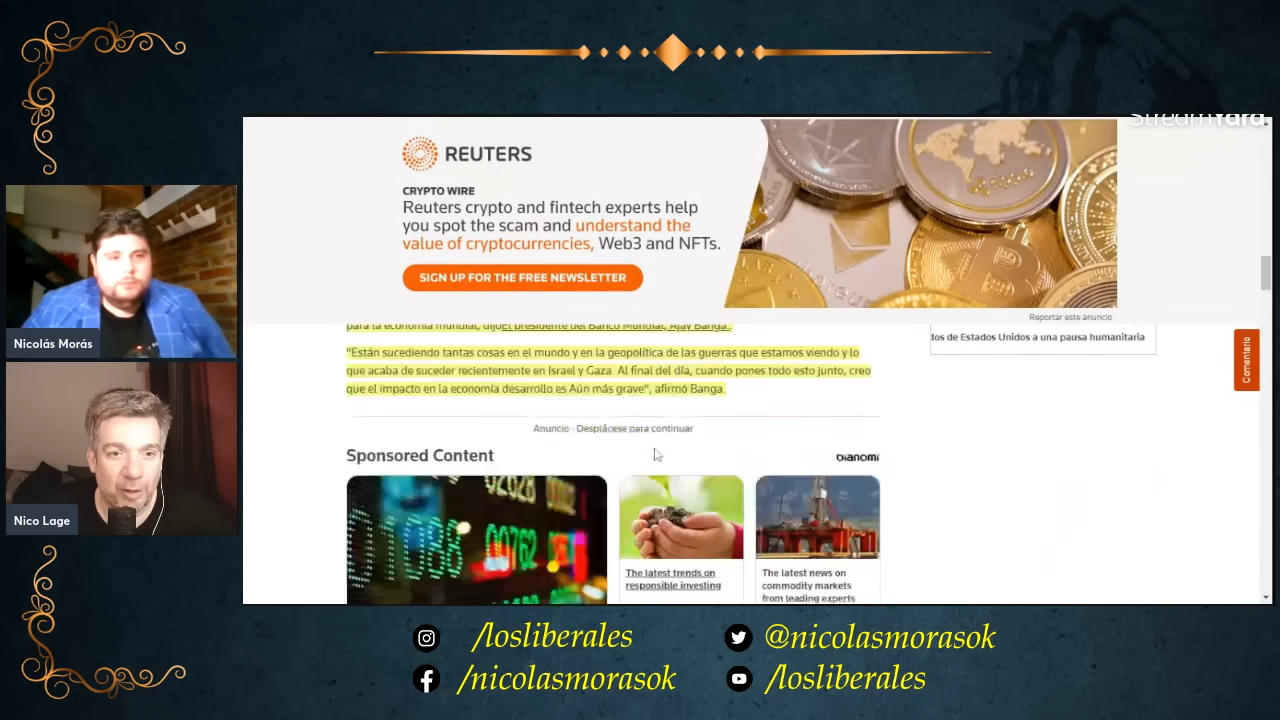 StreamYard
REUTERS
CRYPTO WIRE
Reuters crypto and fintech experts help
you spot the scam and understand the
value of cryptocurrencies, Web3 and NFTs.
SIGN UP FOR THE FREE NEWSLETTER
Reportar este anuncio
para la economía mundial, dijo El presidente del Banco Mundial, Ajay Banga..
dos de Estados Unidos a una pausa humanitaria
"Están sucediendo tantas cosas en el mundo y en la geopolítica de las guerras que estamos viendo y lo
que acaba de suceder recientemente en Israel y Gaza. Al final del día, cuando pones todo esto junto, creo
que el impacto en la economía desarrollo es Aún más grave", afirmó Banga.
Comentario
Anuncio · Desplácese para continuar
Sponsored Content
bianomi
The latest trends on
responsible investing
The latest news on
commodity markets
from leading experts
Nicolás Morás
Nico Lage
/losliberales
@nicolasmorasok
/nicolasmorasok
/losliberales